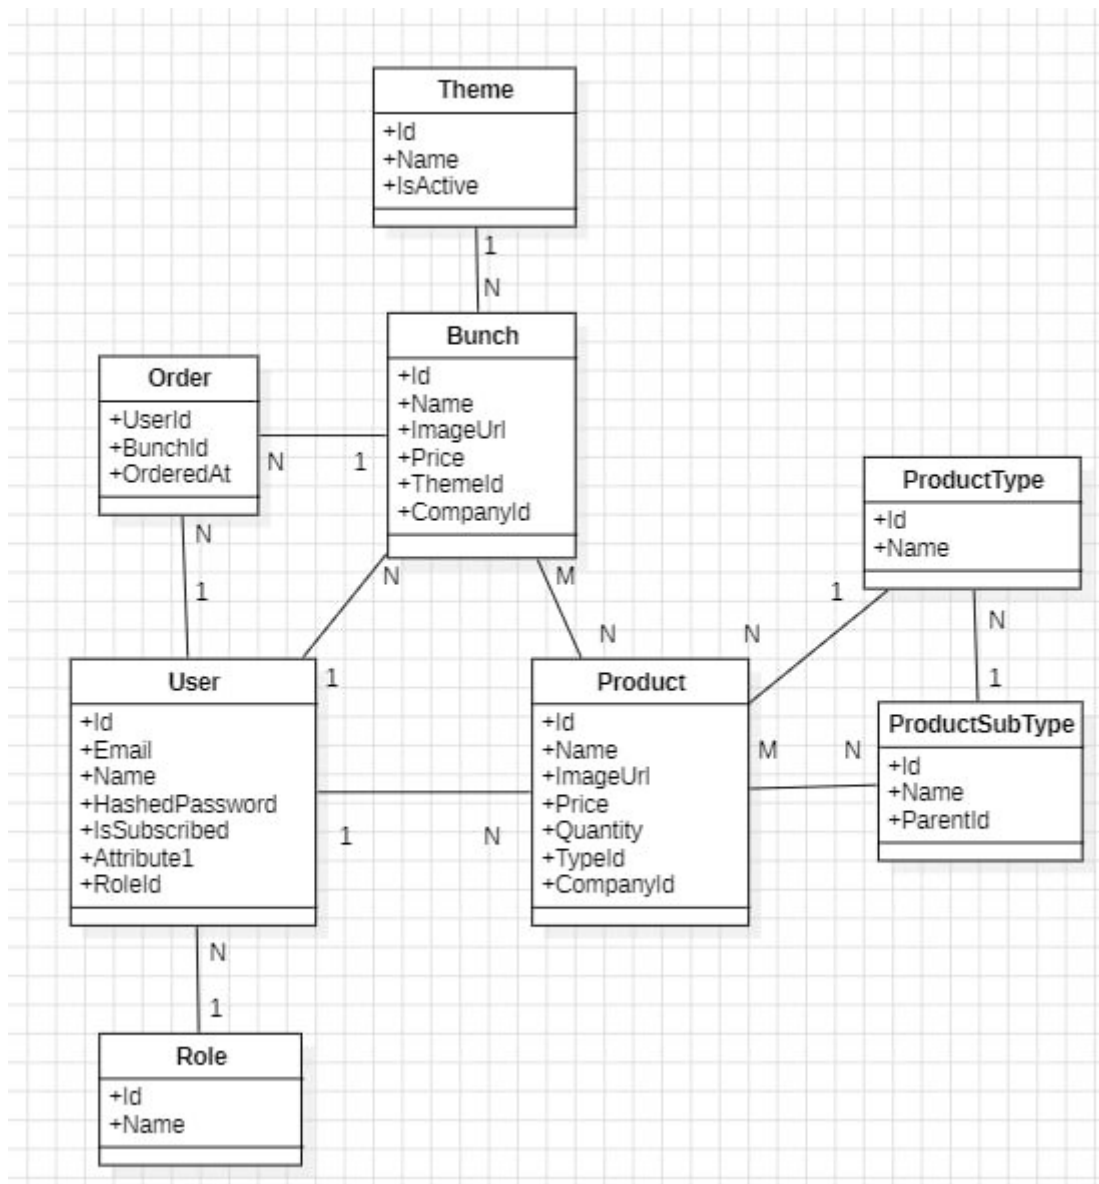 Theme
+Id
+Name
+IsActive
1
N
Bunch
+Id
+Name
+ImageUrl
+Price
+ThemeId
+CompanyId
Order
+UserId
+BunchId
+OrderedAt
N
1
N
1
N
1
M
N
ProductType
+Id
+Name
1
N
N
1
User
+Id
+Email
+Name
+HashedPassword
+IsSubscribed
+Attribute1
+RoleId
Product
+Id
+Name
+ImageUrl
+Price
+Quantity
+TypeId
+CompanyId
ProductSubType
+Id
+Name
+ParentId
M
N
1
N
N
1
Role
+Id
+Name